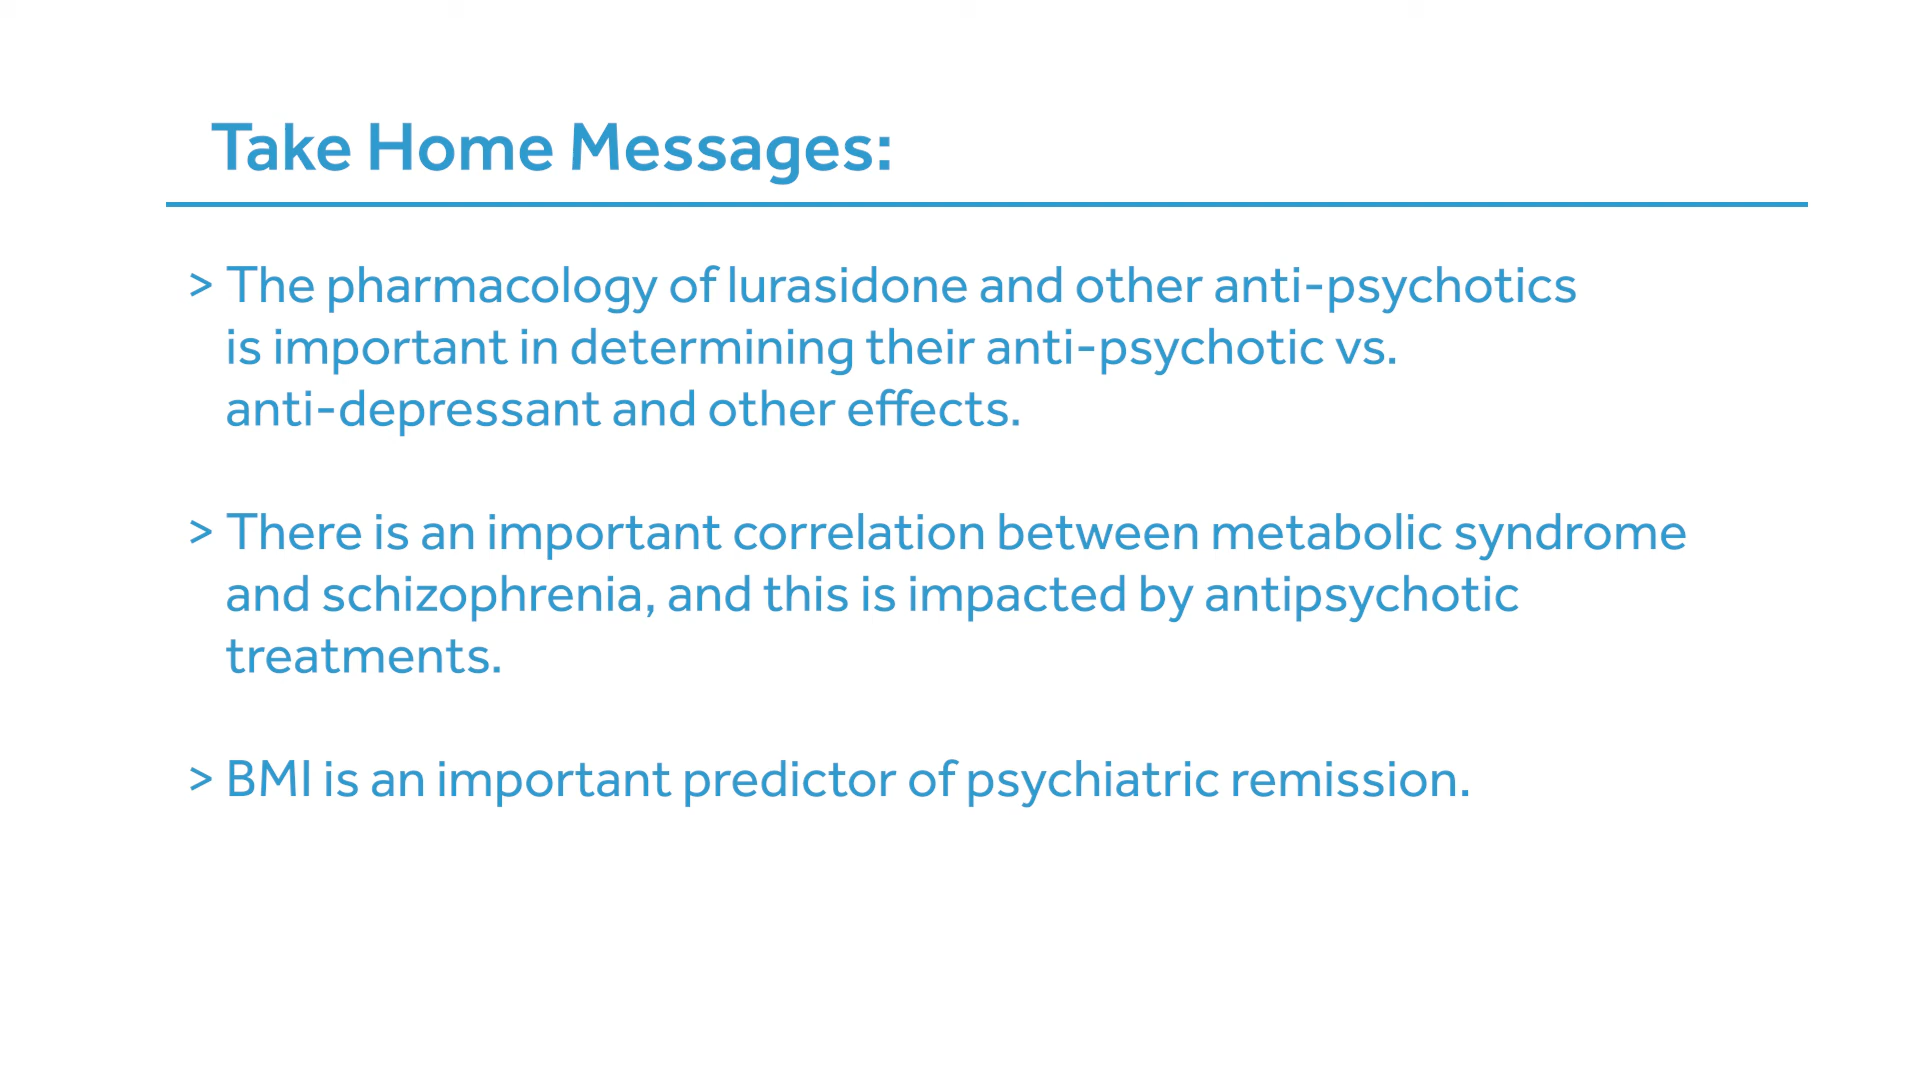 Take Home Messages:
> The pharmacology of lurasidone and other anti-psychotics
is important in determining their anti-psychotic vs.
anti-depressant and other effects.
> There is an important correlation between metabolic syndrome
and schizophrenia, and this is impacted by antipsychotic
treatments.
> BMI is an important predictor of psychiatric remission.